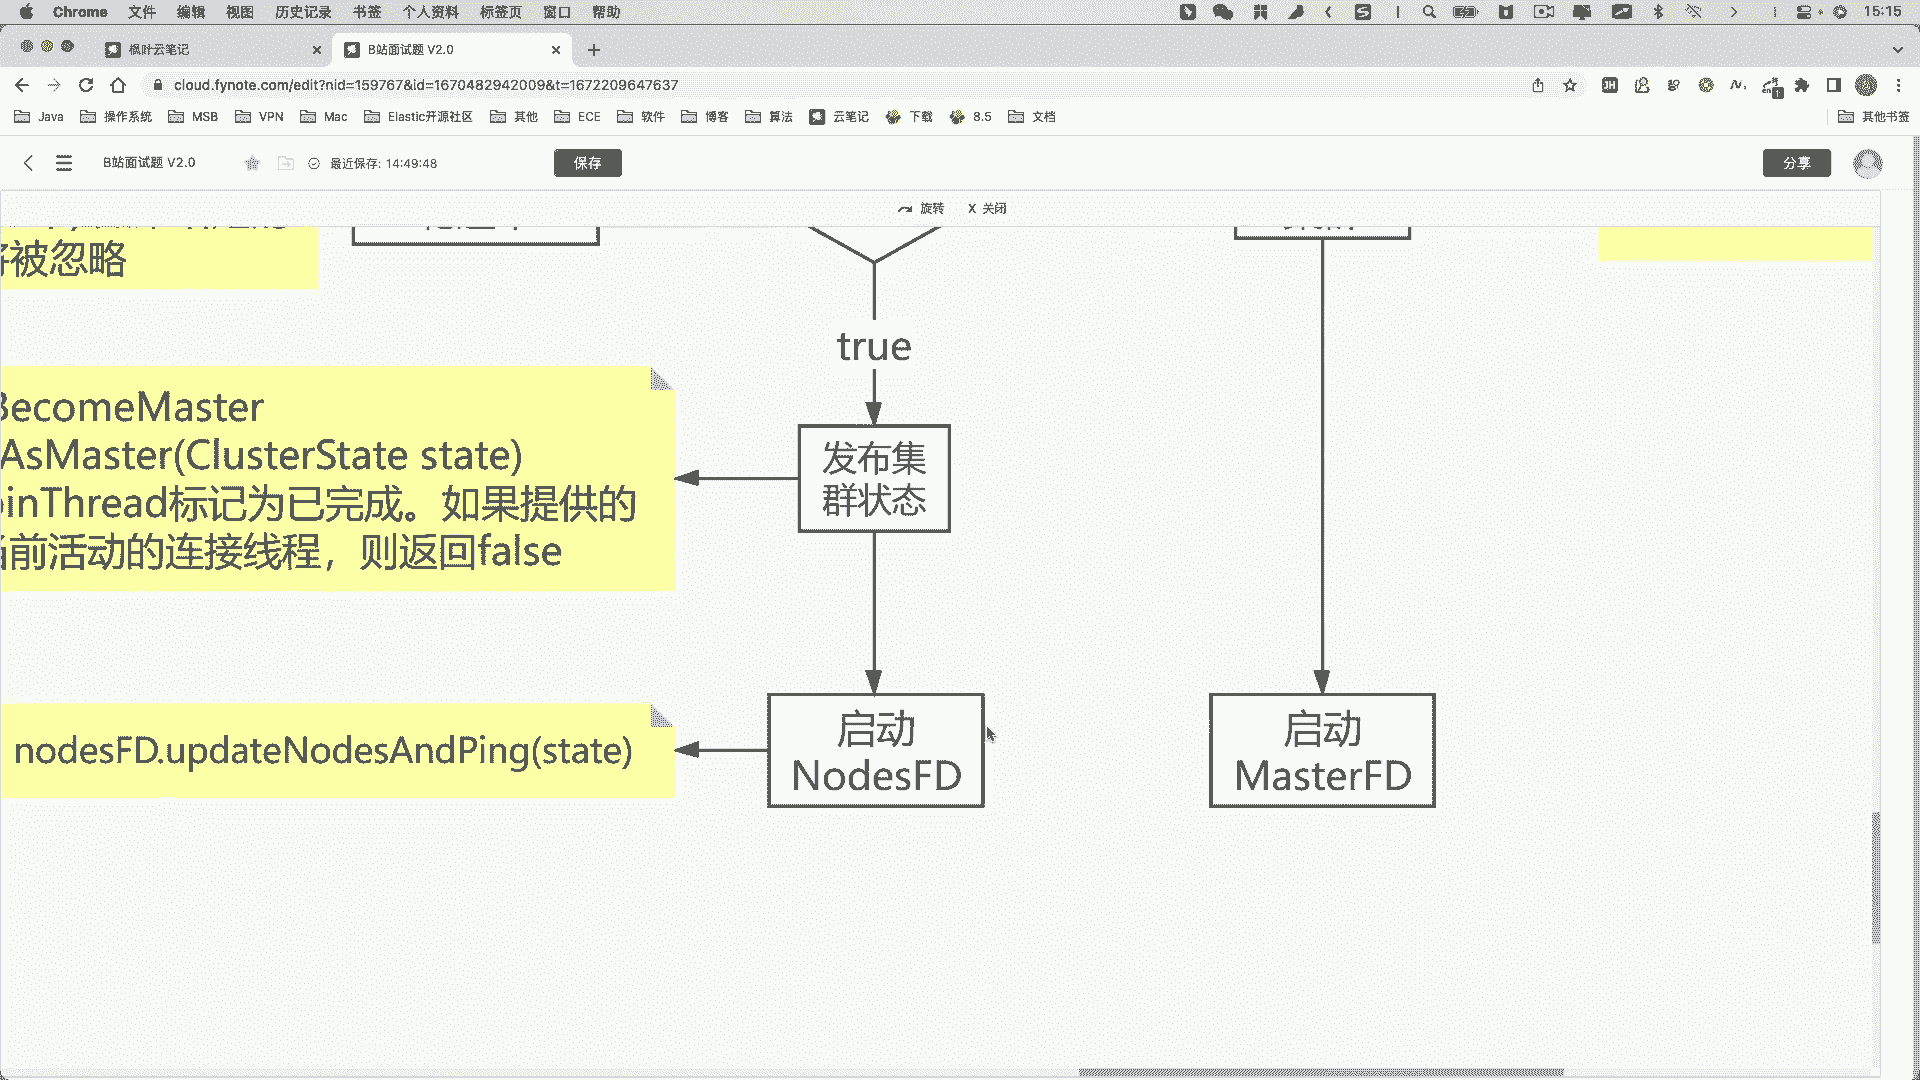 Chrome 文件 编辑 视图 历史记录 书签 个人资料 标签页 窗口 帮助 15:15
枫叶云笔记 B站面试题 V2.0
cloud.fynote.com/edit?nid=159767&id=1670482942009&t=1672209647637
Java 操作系统 MSB VPN Mac Elastic开源社区 其他 ECE 软件 博客 算法 云笔记 下载 8.5 文档 其他书签
B站面试题 V2.0 最近保存: 14:49:48 保存 分享
旋转 X 关闭
将被忽略
true
BecomeMaster
AsMaster(ClusterState state)
oinThread标记为已完成。如果提供的
当前活动的连接线程，则返回false
发布集
群状态
nodesFD.updateNodesAndPing(state)
启动
NodesFD
启动
MasterFD